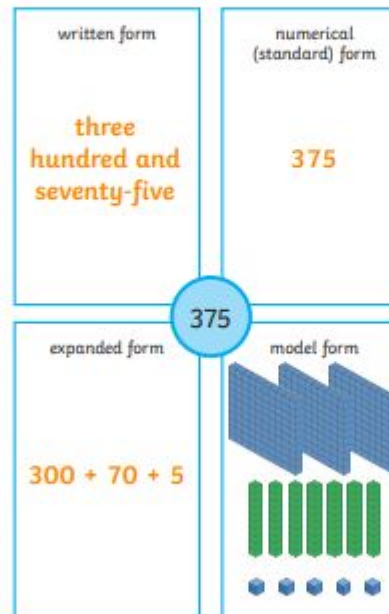 written form
three
hundred and
seventy-five
numerical
(standard) form
375
375
expanded form
300 + 70 + 5
model form